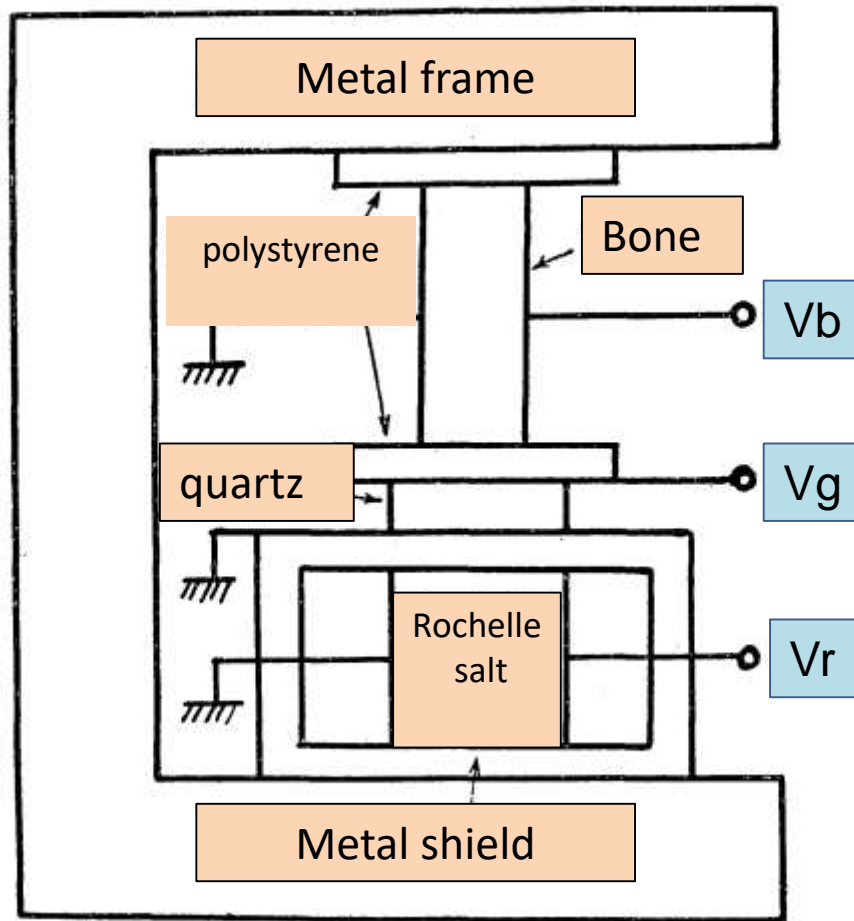 Metal frame
polystyrene
Bone
Vb
quartz
Vg
Rochelle
salt
Vr
Metal shield